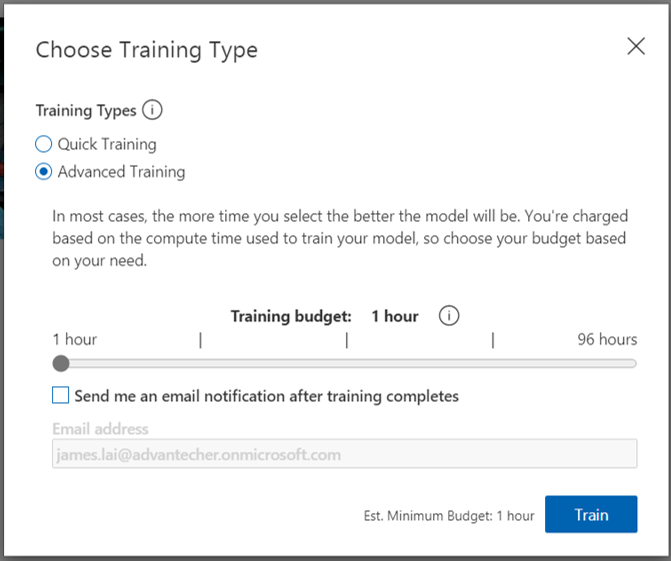 Choose Training Type
Training Types
Quick Training
Advanced Training
In most cases, the more time you select the better the model will be. You're charged
based on the compute time used to train your model, so choose your budget based
on your need.
Training budget: 1 hour
1 hour | | | 96 hours
Send me an email notification after training completes
Email address
james.lai@advantecher.onmicrosoft.com
Est. Minimum Budget: 1 hour Train